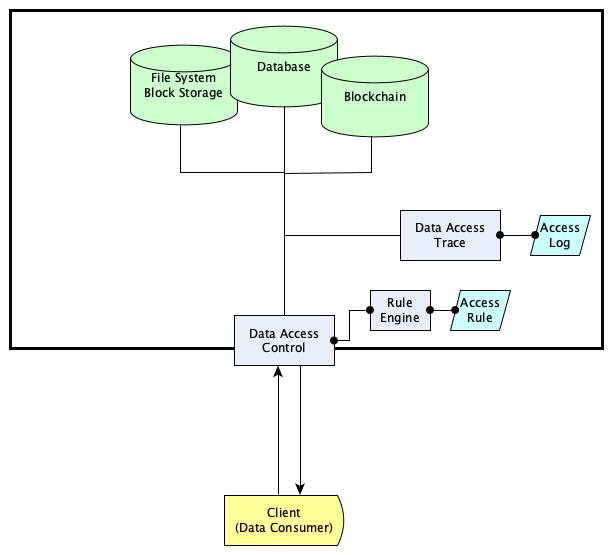 File System
Block Storage
Database
Blockchain
Data Access
Trace
Access
Log
Rule
Engine
Access
Rule
Data Access
Control
Client
(Data Consumer)